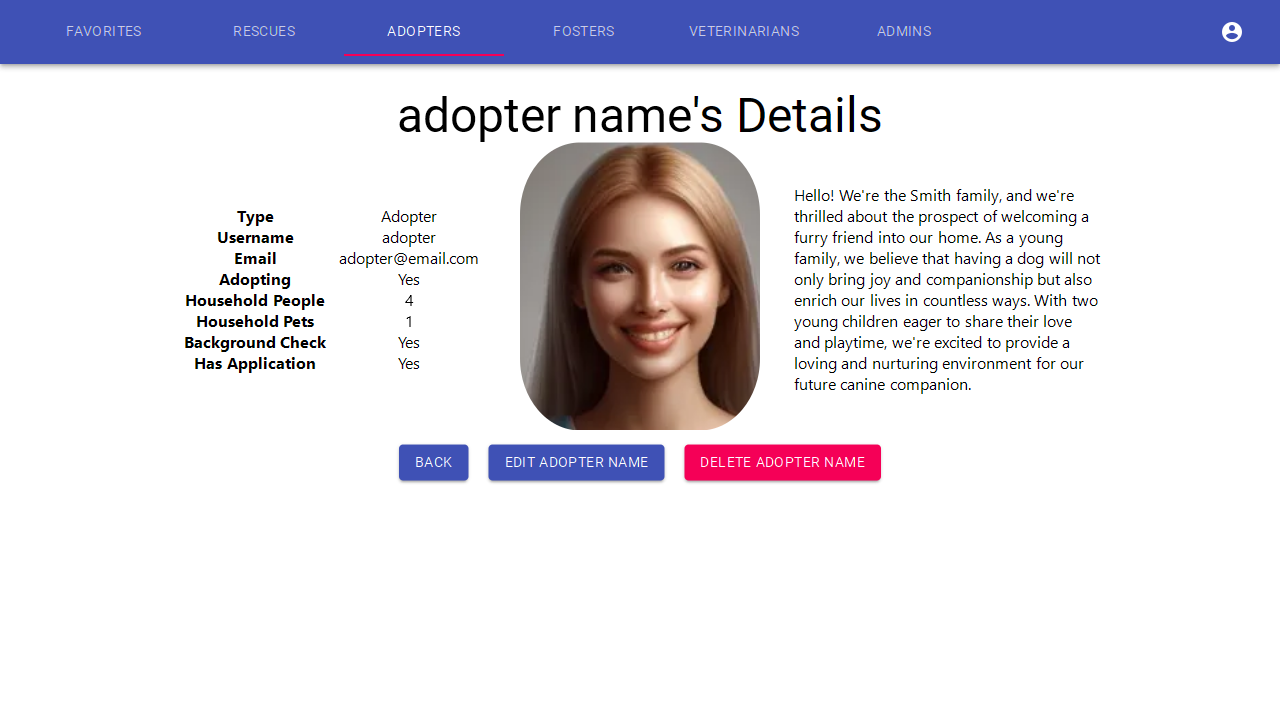 FAVORITES RESCUES ADOPTERS FOSTERS VETERINARIANS ADMINS
adopter name's Details
Type Adopter
Username adopter
Email adopter@email.com
Adopting Yes
Household People 4
Household Pets 1
Background Check Yes
Has Application Yes
Hello! We're the Smith family, and we're
thrilled about the prospect of welcoming a
furry friend into our home. As a young
family, we believe that having a dog will not
only bring joy and companionship but also
enrich our lives in countless ways. With two
young children eager to share their love
and playtime, we're excited to provide a
loving and nurturing environment for our
future canine companion.
BACK EDIT ADOPTER NAME DELETE ADOPTER NAME